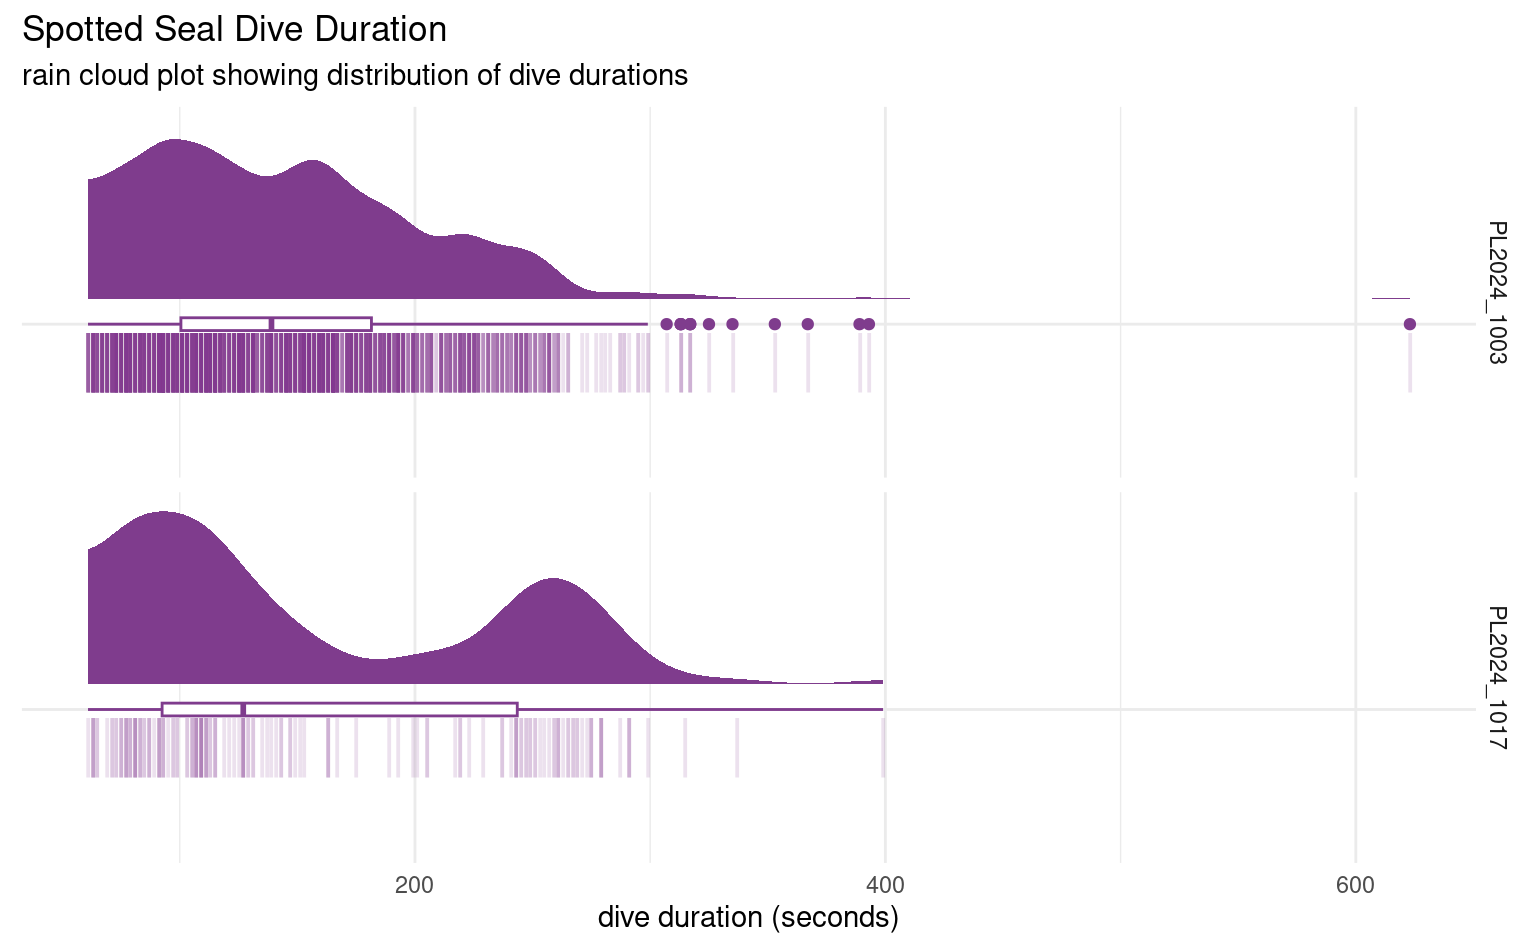 Spotted Seal Dive Duration
rain cloud plot showing distribution of dive durations
PL2024_1003
PL2024_1017
200
400
600
dive duration (seconds)